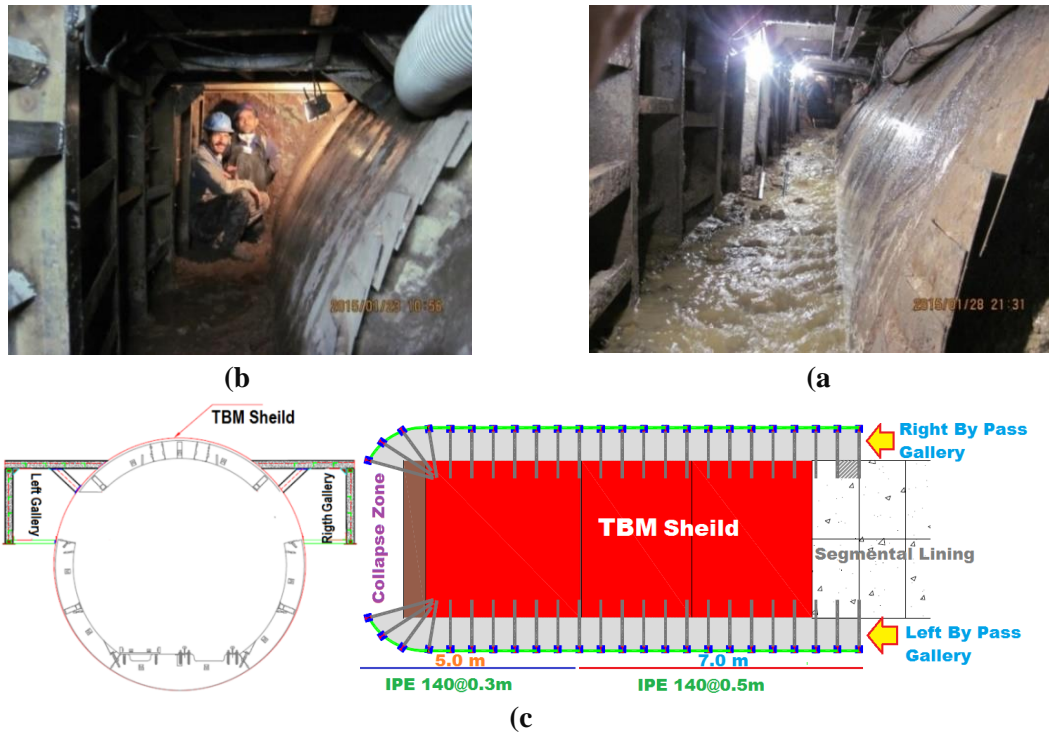 2015/01/23 10:56
2015/01/28 21:31
(b)
(a
TBM Sheild
Left Gallery
Rigth Gallery
Collapse Zone
TBM Sheild
Segmental Lining
Right By Pass
Gallery
Left By Pass
Gallery
5.0 m
7.0 m
IPE 140@0.3m
IPE 140@0.5m
(c